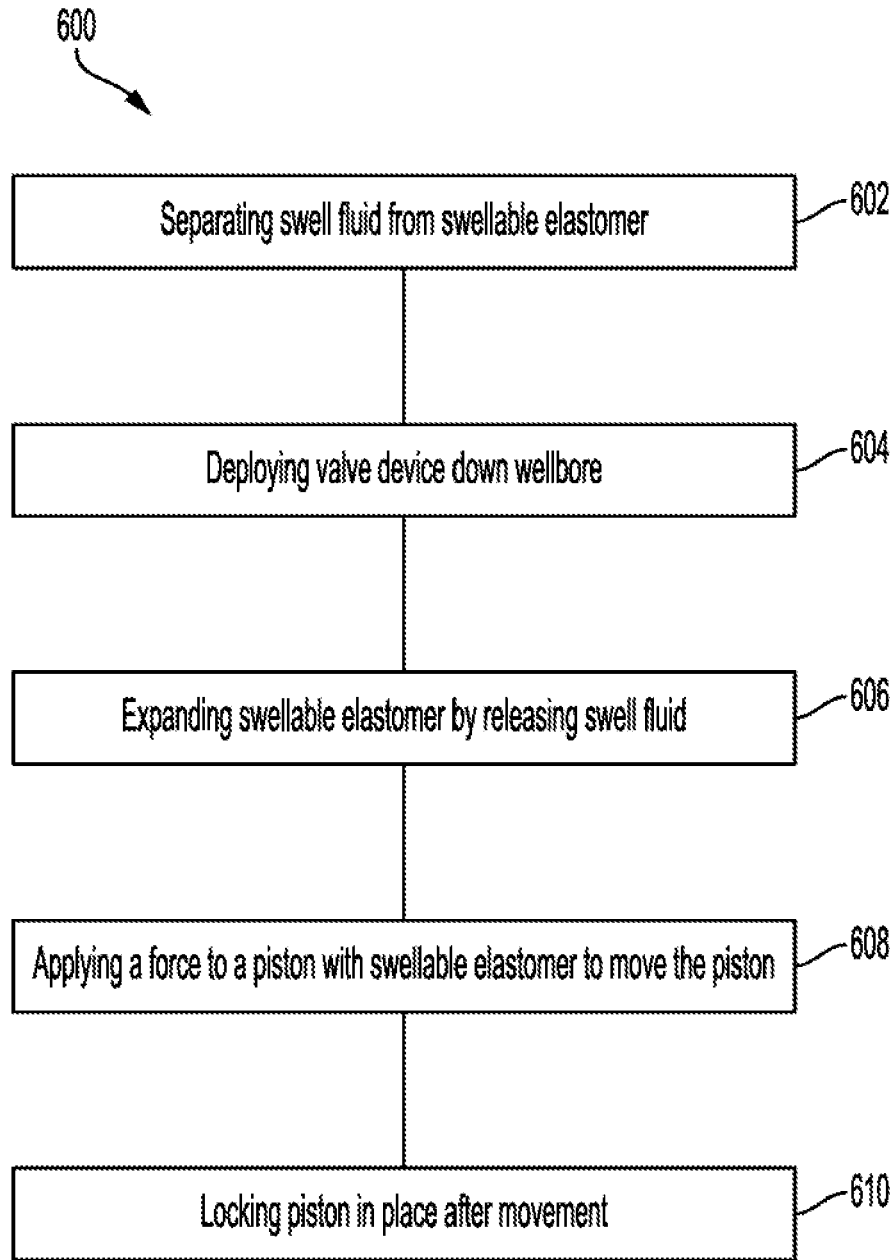 600
Separating swell fluid from swellable elastomer
602
Deploying valve device down wellbore
604
Expanding swellable elastomer by releasing swell fluid
606
Applying a force to a piston with swellable elastomer to move the piston
608
Locking piston in place after movement
610